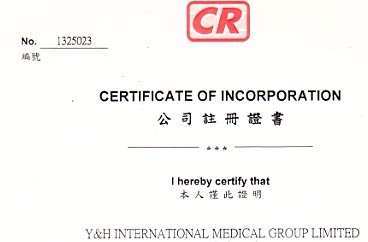 CR
No. 1325023
編號
CERTIFICATE OF INCORPORATION
公司註冊證書
***
I hereby certify that
本人謹此證明
Y&H INTERNATIONAL MEDICAL GROUP LIMITED